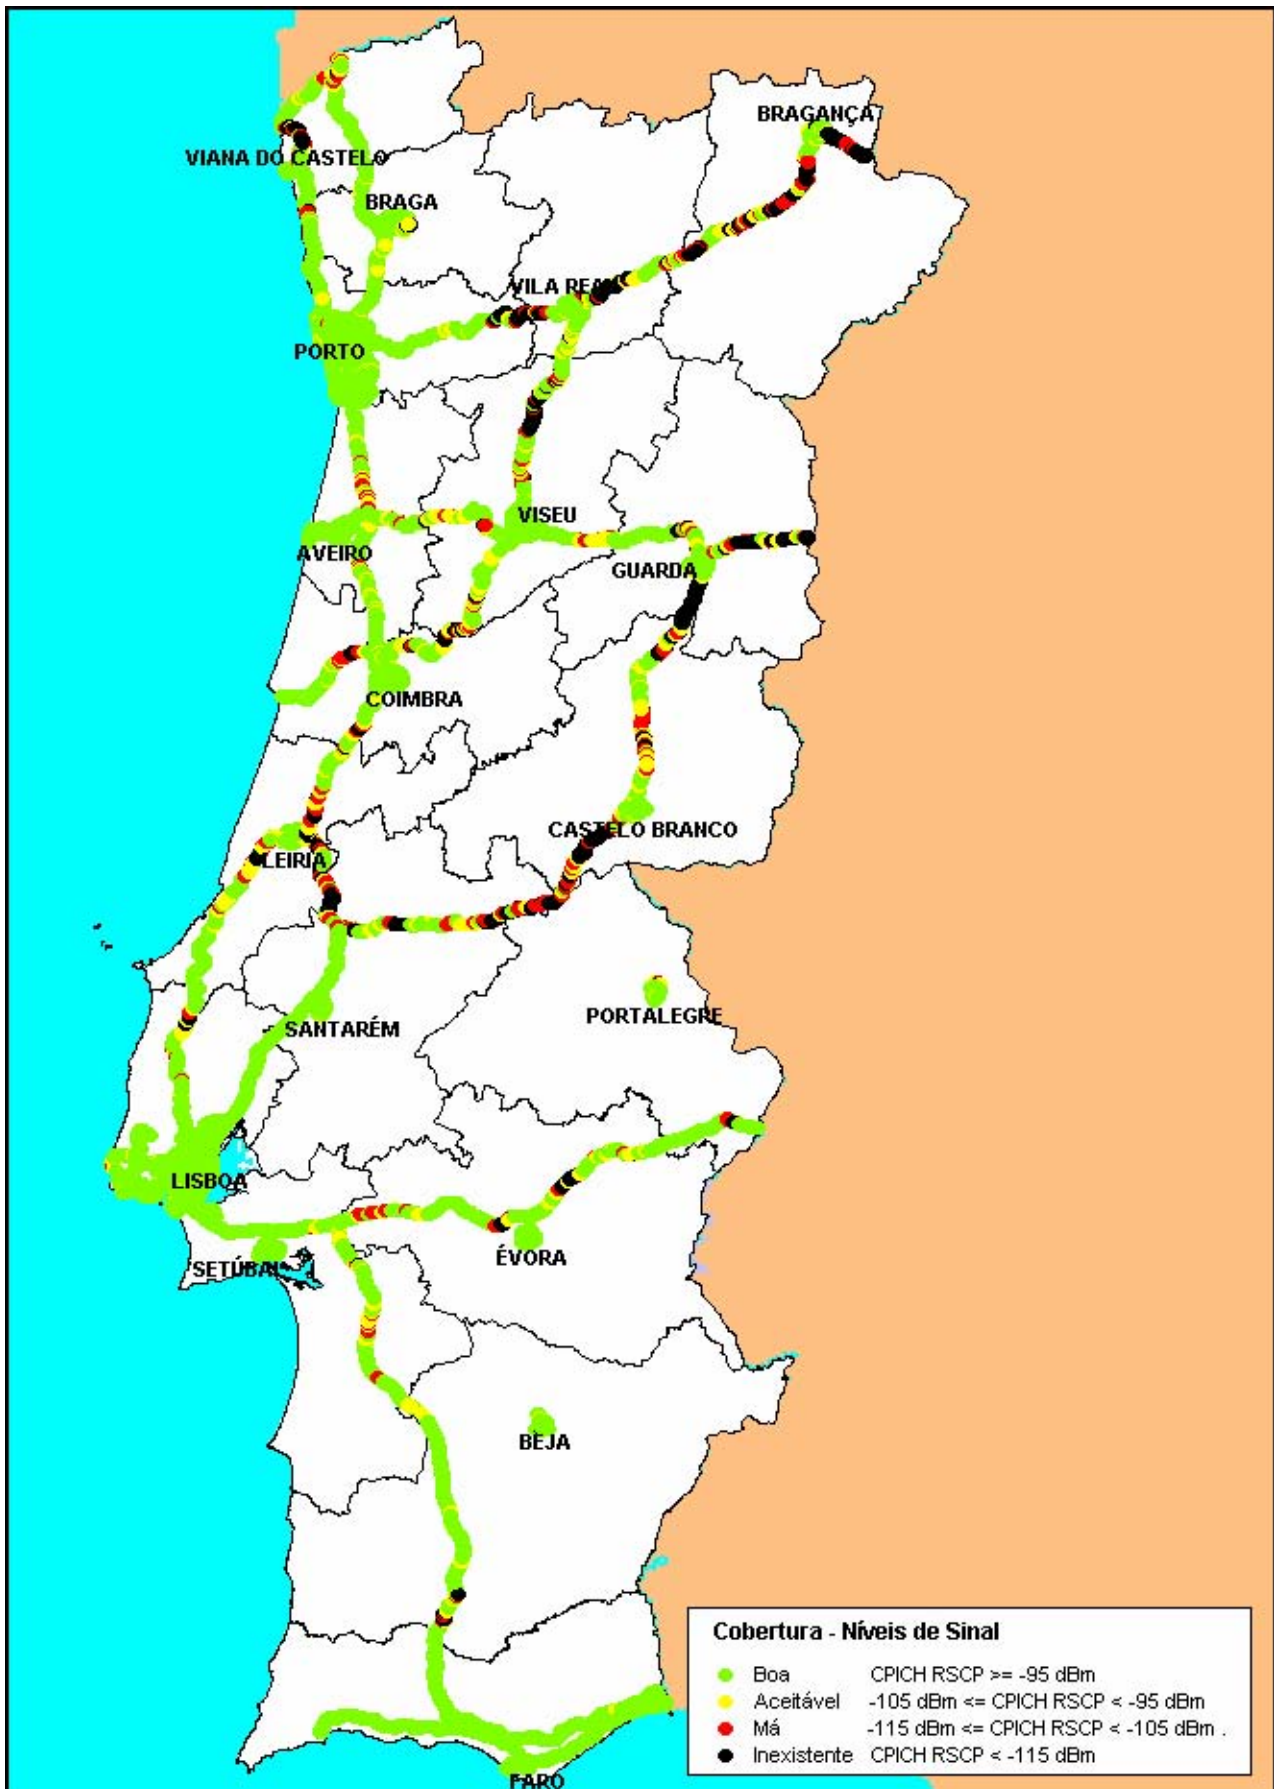 BRAGANÇA
VIANA DO CASTELO
BRAGA
VILA REAL
PORTO
VISEU
AVEIRO
GUARDA
COIMBRA
CASTELO BRANCO
LEIRIA
PORTALEGRE
SANTARÉM
LISBOA
ÉVORA
SETÚBAL
BEJA
FARO
Cobertura - Níveis de Sinal
Boa CPICH RSCP >= -95 dBm
Aceitável -105 dBm <= CPICH RSCP < -95 dBm
Má -115 dBm <= CPICH RSCP < -105 dBm .
Inexistente CPICH RSCP < -115 dBm